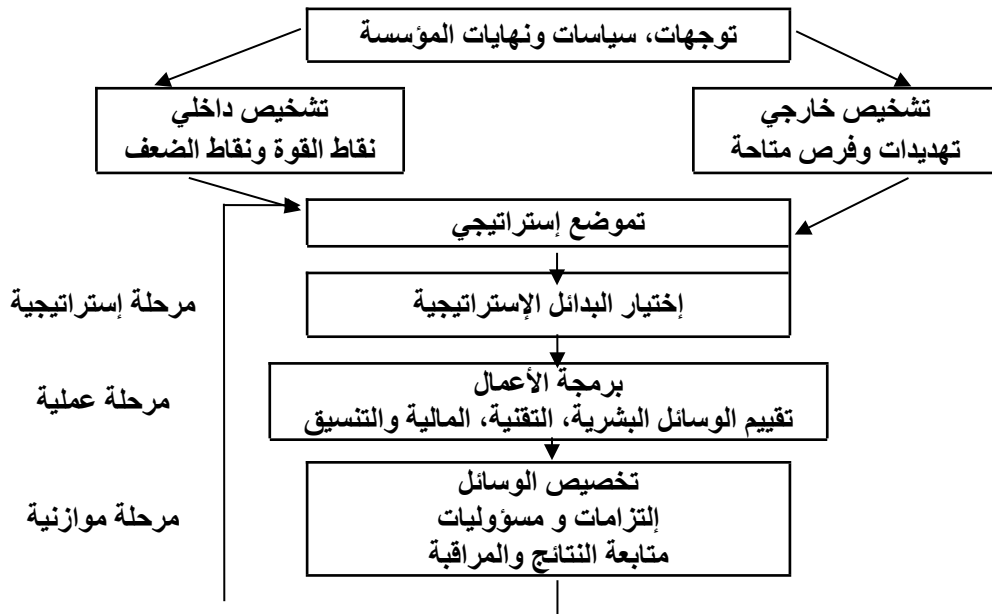 توجهات، سياسات ونهايات المؤسسة
تشخيص خارجي
تهديدات وفرص متاحة
تشخيص داخلي
نقاط القوة ونقاط الضعف
تموضع إستراتيجي
إختيار البدائل الإستراتيجية
مرحلة إستراتيجية
برمجة الأعمال
تقييم الوسائل البشرية، التقنية، المالية والتنسيق
مرحلة عملية
تخصيص الوسائل
إلتزامات و مسؤوليات
متابعة النتائج والمراقبة
مرحلة موازنية